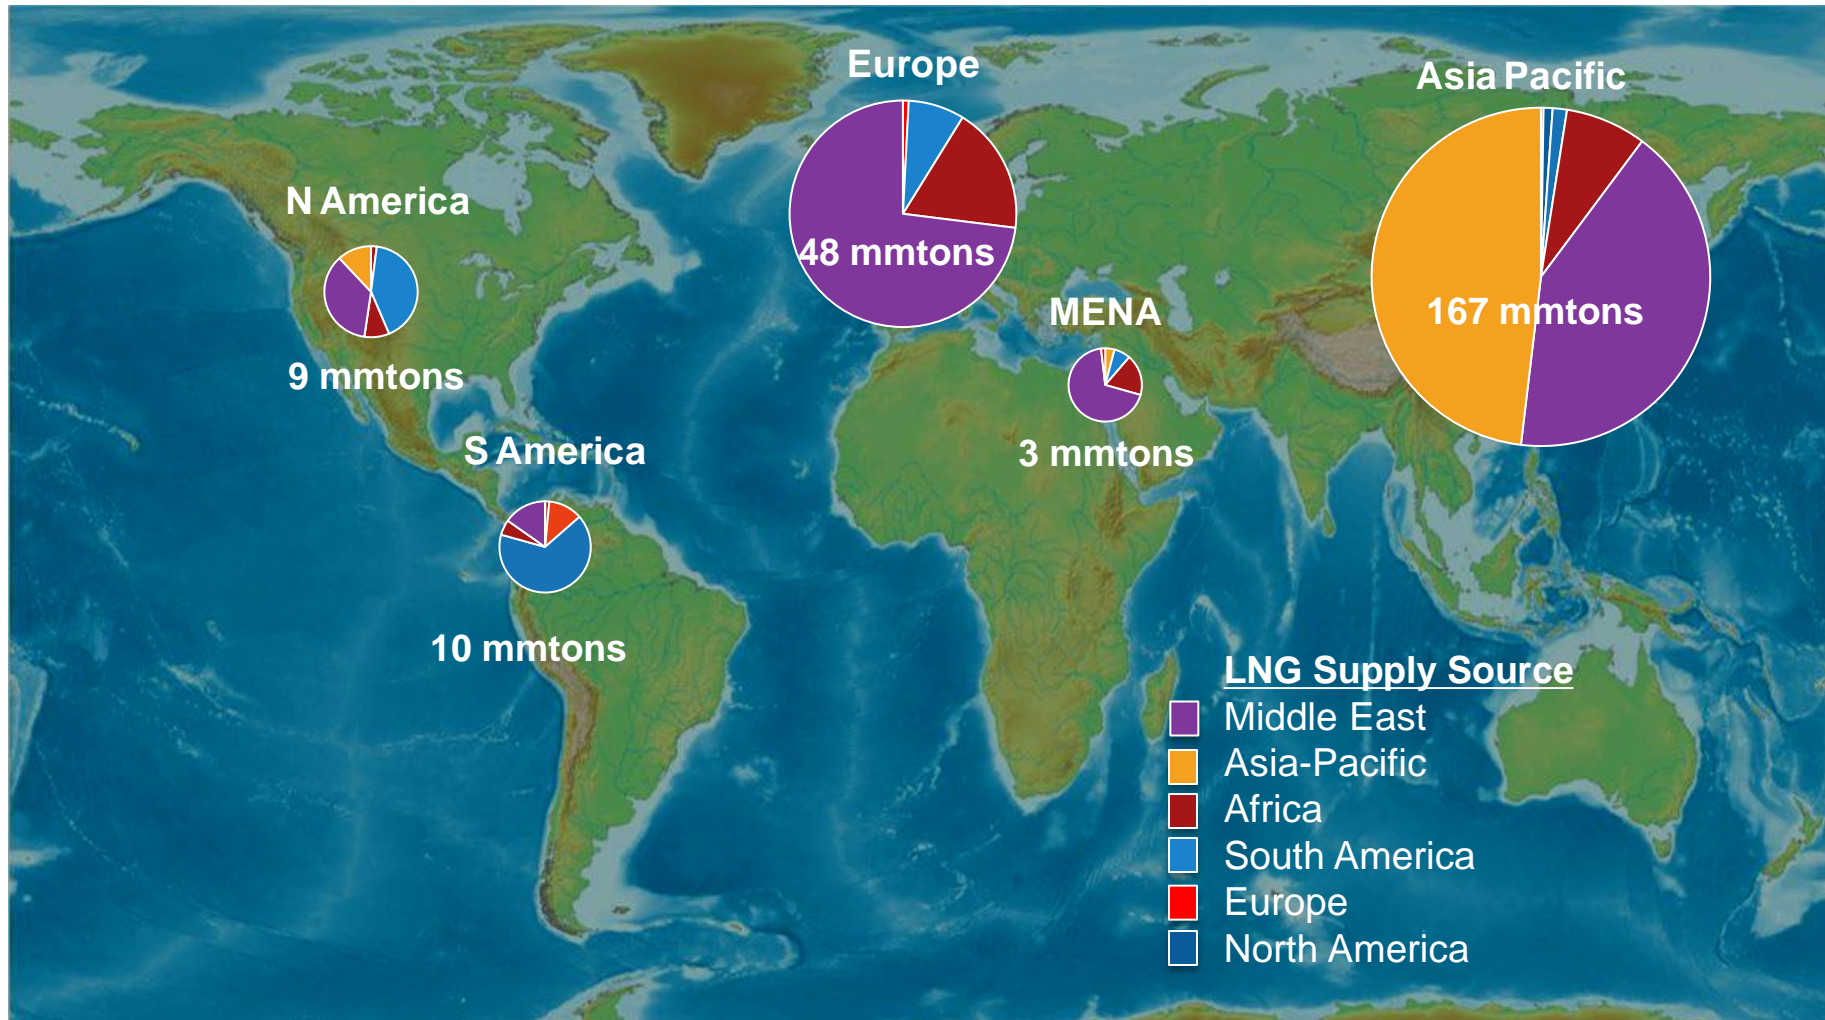 Europe
48 mmtons
Asia Pacific
167 mmtons
N America
9 mmtons
MENA
3 mmtons
S America
10 mmtons
LNG Supply Source
Middle East
Asia-Pacific
Africa
South America
Europe
North America